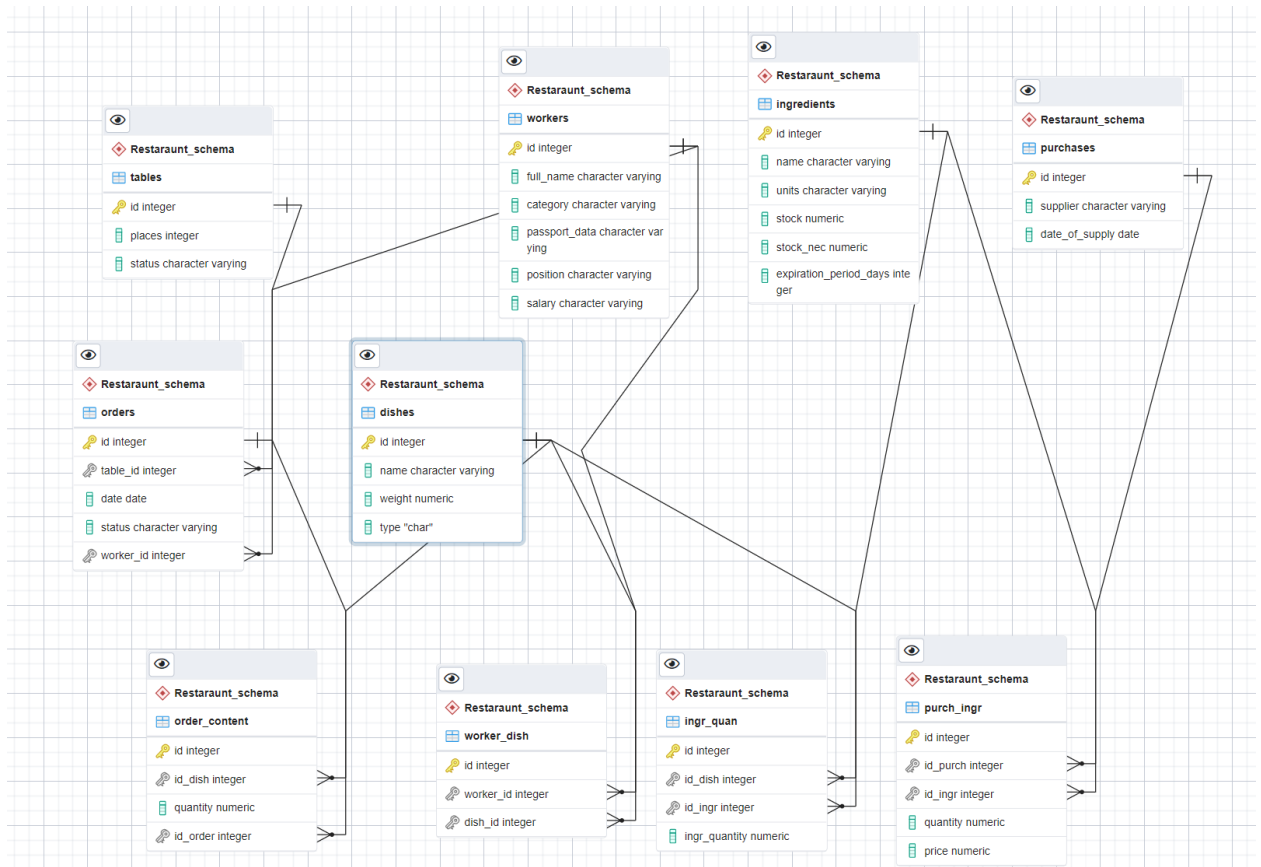 Restaraunt_schema
tables
id integer
places integer
status character varying
Restaraunt_schema
workers
id integer
full_name character varying
category character varying
passport_data character var
ying
position character varying
salary character varying
Restaraunt_schema
ingredients
id integer
name character varying
units character varying
stock numeric
stock_nec numeric
expiration_period_days inte
ger
Restaraunt_schema
purchases
id integer
supplier character varying
date_of_supply date
Restaraunt_schema
orders
id integer
table_id integer
date date
status character varying
worker_id integer
Restaraunt_schema
dishes
id integer
name character varying
weight numeric
type "char"
Restaraunt_schema
order_content
id integer
id_dish integer
quantity numeric
id_order integer
Restaraunt_schema
worker_dish
id integer
worker_id integer
dish_id integer
Restaraunt_schema
ingr_quan
id integer
id_dish integer
id_ingr integer
ingr_quantity numeric
Restaraunt_schema
purch_ingr
id integer
id_purch integer
id_ingr integer
quantity numeric
price numeric